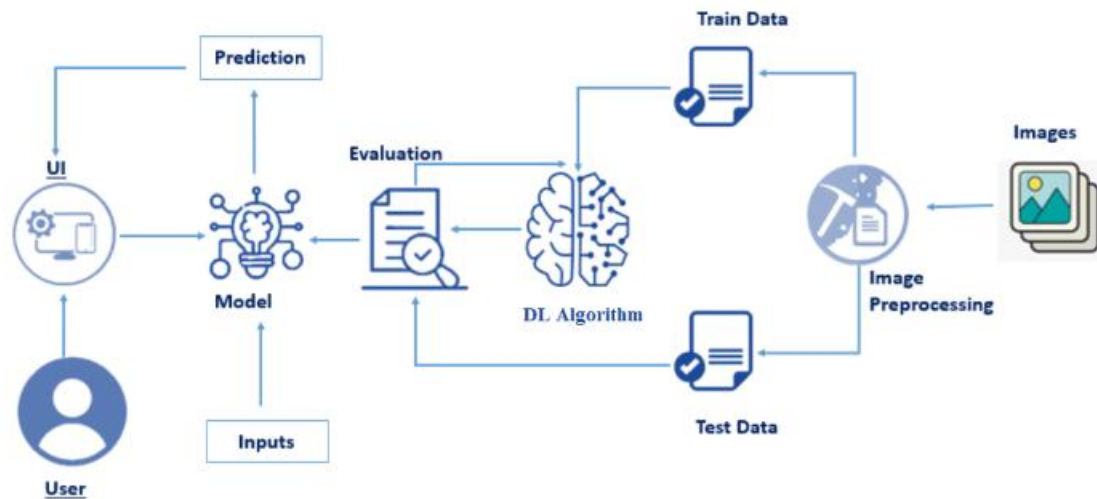 Train Data
Prediction
Images
Evaluation
UI
Model
DL Algorithm
Image
Preprocessing
Test Data
Inputs
User